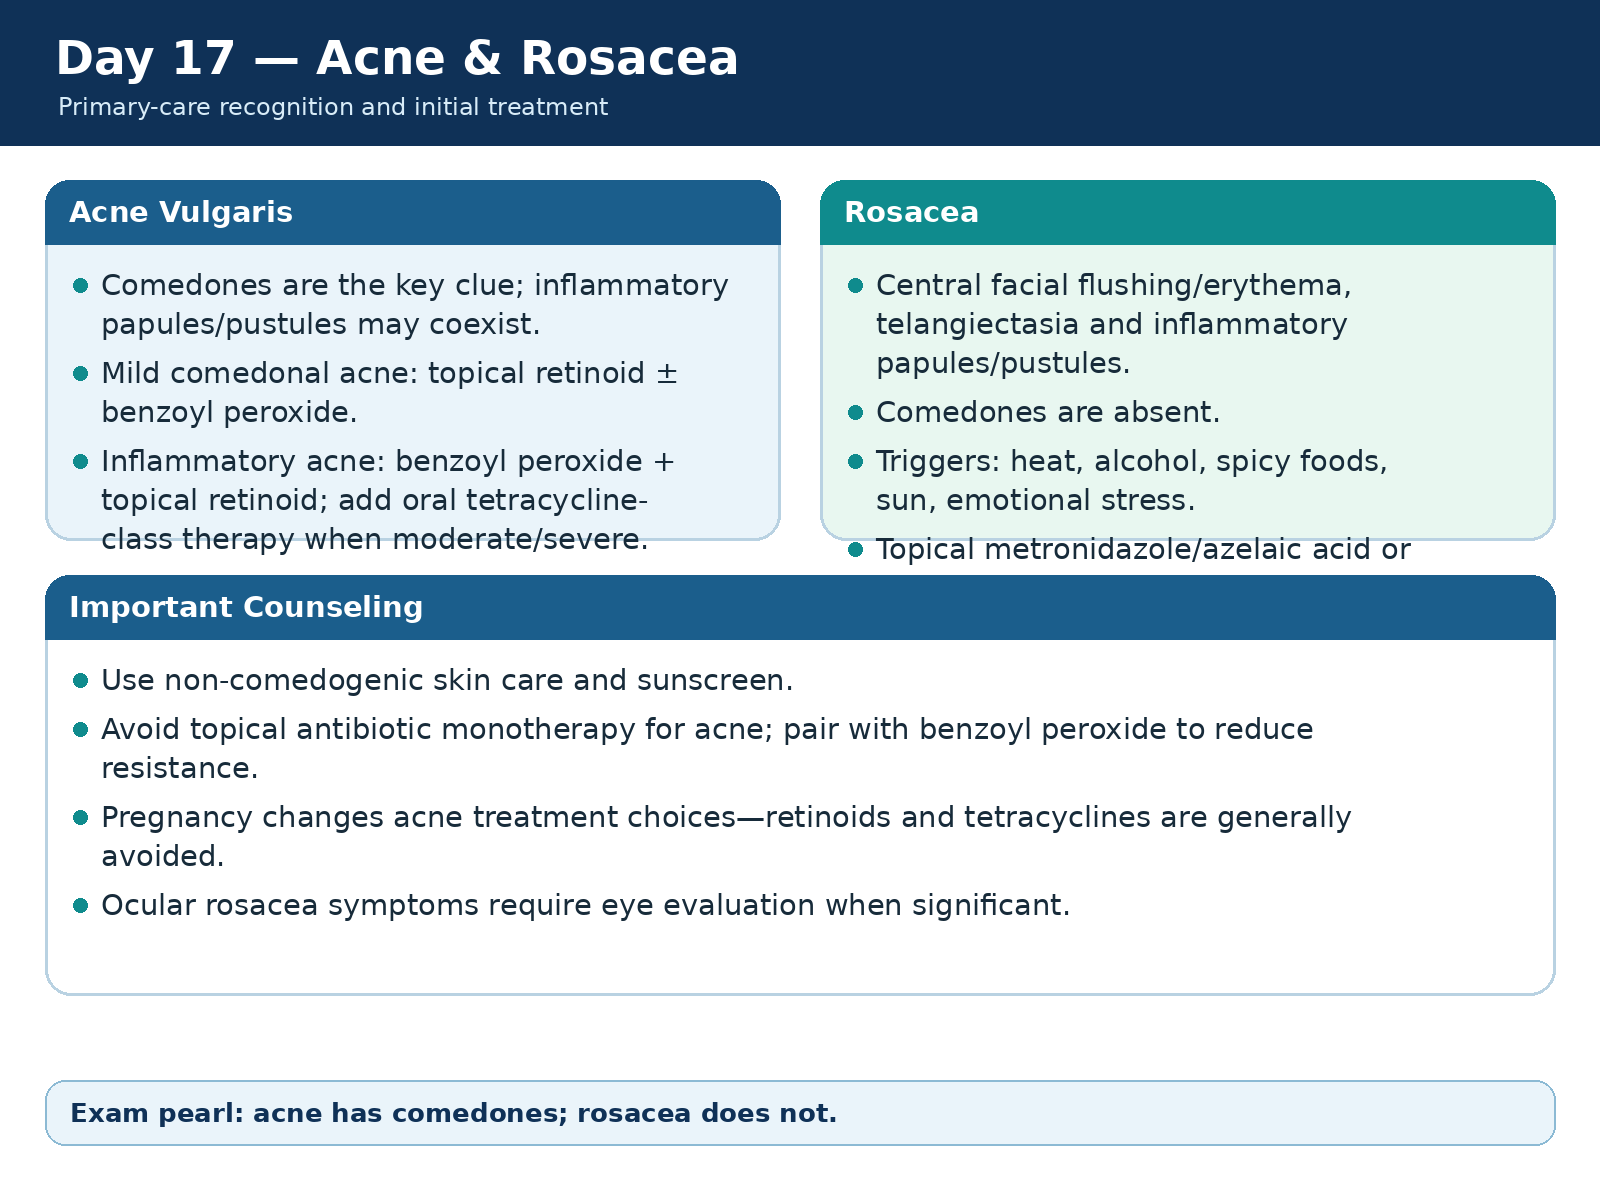 Day 17 — Acne & Rosacea
Primary-care recognition and initial treatment
Acne Vulgaris
Comedones are the key clue; inflammatory
papules/pustules may coexist.
Mild comedonal acne: topical retinoid ±
benzoyl peroxide.
Inflammatory acne: benzoyl peroxide +
topical retinoid; add oral tetracycline-
class therapy when moderate/severe.
Rosacea
Central facial flushing/erythema,
telangiectasia and inflammatory
papules/pustules.
Comedones are absent.
Triggers: heat, alcohol, spicy foods,
sun, emotional stress.
Topical metronidazole/azelaic acid or
Important Counseling
Use non-comedogenic skin care and sunscreen.
Avoid topical antibiotic monotherapy for acne; pair with benzoyl peroxide to reduce
resistance.
Pregnancy changes acne treatment choices—retinoids and tetracyclines are generally
avoided.
Ocular rosacea symptoms require eye evaluation when significant.
Exam pearl: acne has comedones; rosacea does not.